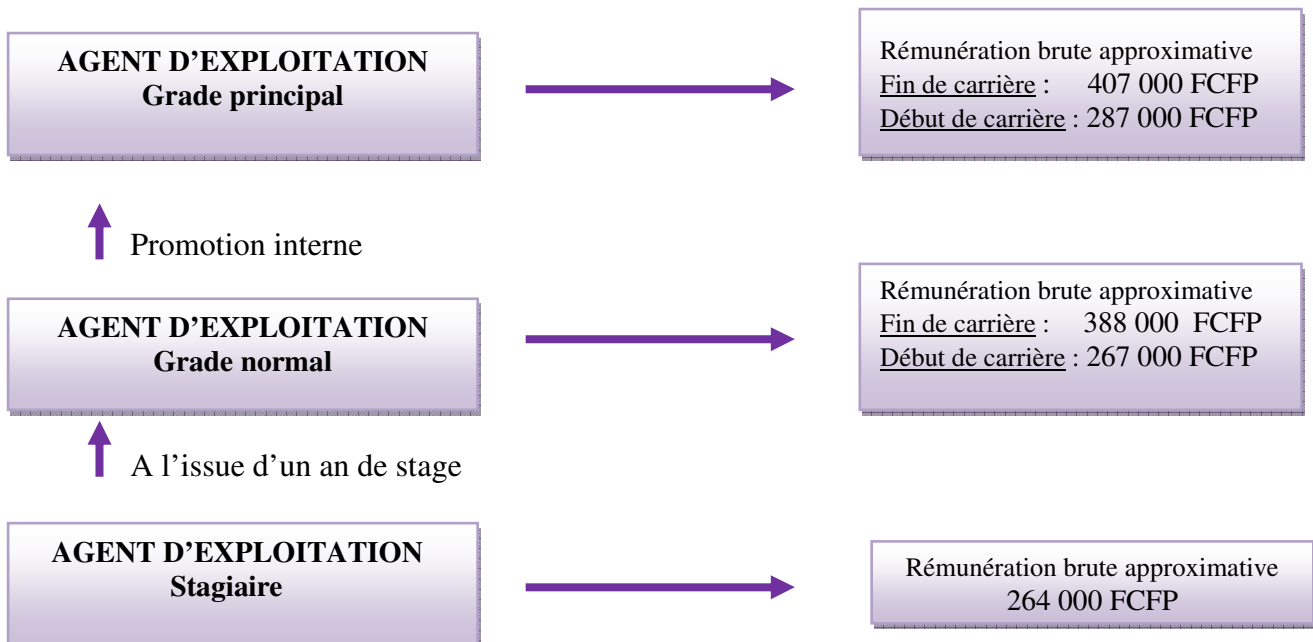 AGENT D'EXPLOITATION
Grade principal
Rémunération brute approximative
Fin de carrière : 407 000 FCFP
Début de carrière : 287 000 FCFP
Promotion interne
AGENT D'EXPLOITATION
Grade normal
Rémunération brute approximative
Fin de carrière : 388 000 FCFP
Début de carrière : 267 000 FCFP
A l'issue d'un an de stage
AGENT D'EXPLOITATION
Stagiaire
Rémunération brute approximative
264 000 FCFP